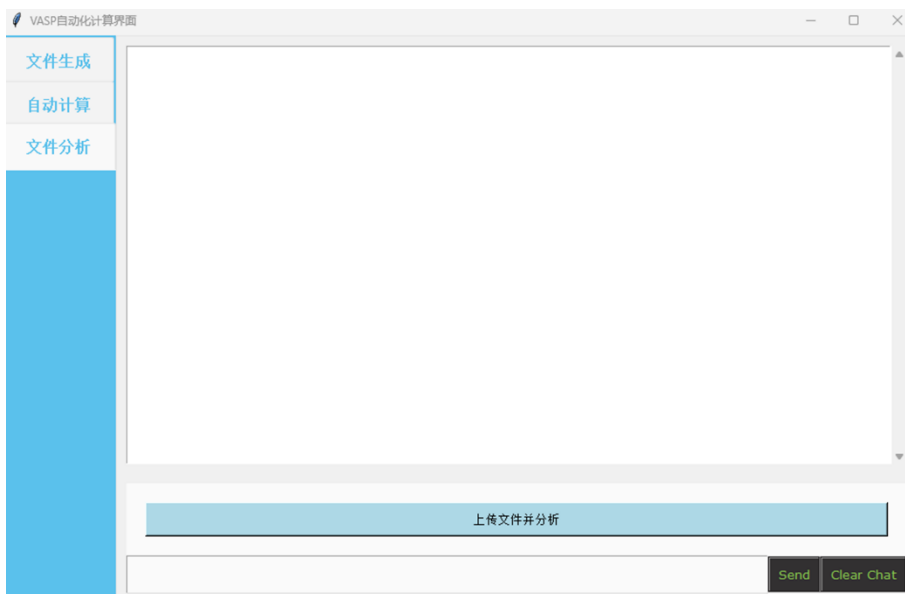 VASP自动化计算界面
文件生成
自动计算
文件分析
上传文件并分析
Send
Clear Chat